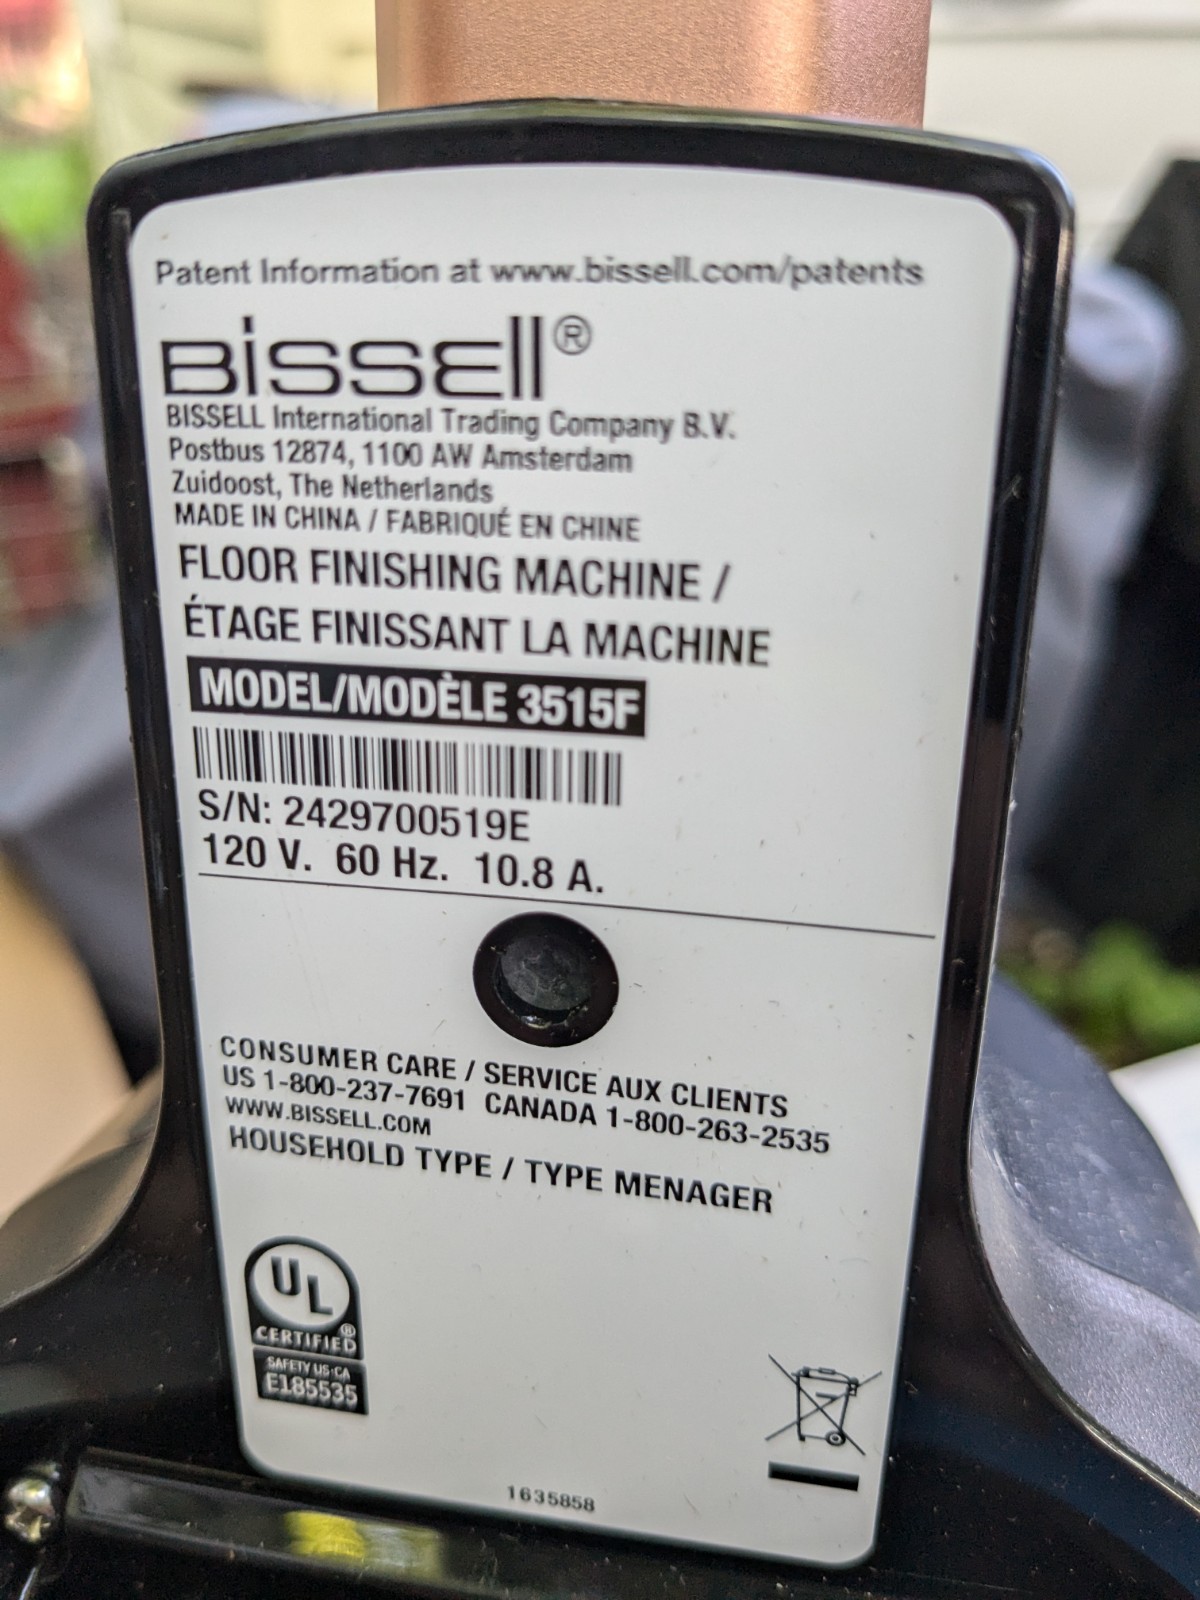 Patent Information at www.bissell.com/patents
BISSELL®
BISSELL International Trading Company B.V.
Postbus 12874, 1100 AW Amsterdam
Zuidoost, The Netherlands
MADE IN CHINA / FABRIQUÉ EN CHINE
FLOOR FINISHING MACHINE /
ÉTAGE FINISSANT LA MACHINE
MODEL/MODÈLE 3515F
S/N: 2429700519E
120 V. 60 Hz. 10.8 A.
CONSUMER CARE / SERVICE AUX CLIENTS
US 1-800-237-7691 CANADA 1-800-263-2535
WWW.BISSELL.COM
HOUSEHOLD TYPE / TYPE MENAGER
UL
CERTIFIED®
SAFETY US·CA
E185535
1635858